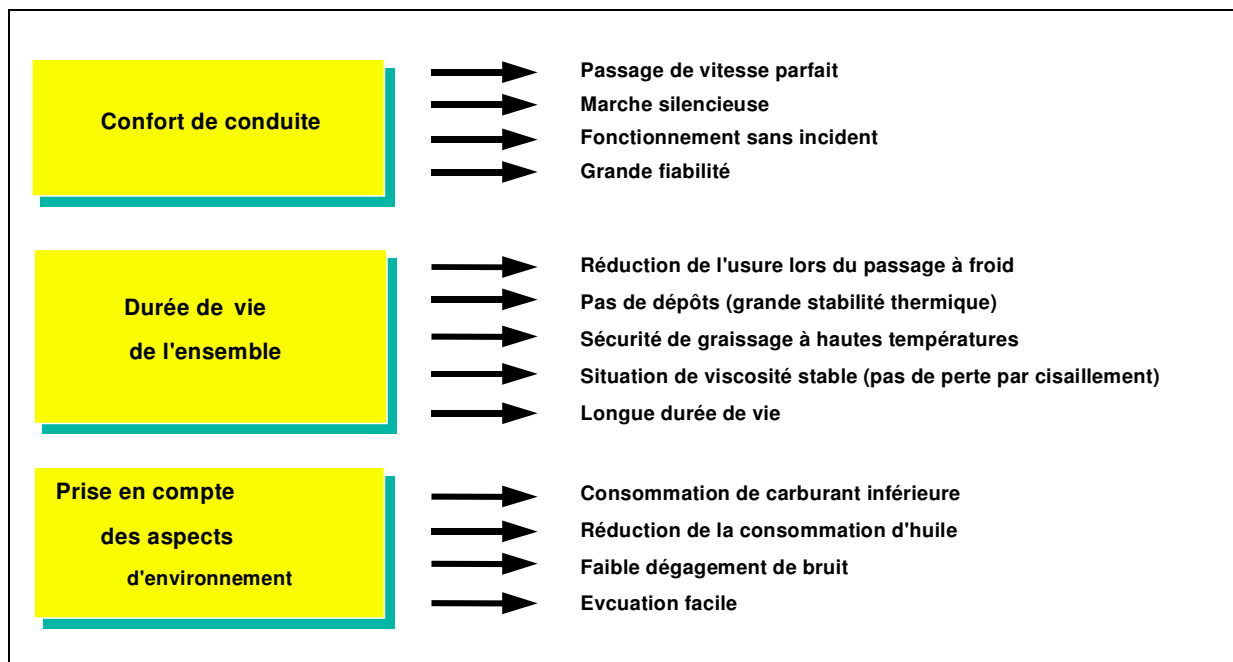 Confort de conduite
Passage de vitesse parfait
Marche silencieuse
Fonctionnement sans incident
Grande fiabilité
Durée de vie
de l'ensemble
Réduction de l'usure lors du passage à froid
Pas de dépôts (grande stabilité thermique)
Sécurité de graissage à hautes températures
Situation de viscosité stable (pas de perte par cisaillement)
Longue durée de vie
Prise en compte
des aspects
d'environnement
Consommation de carburant inférieure
Réduction de la consommation d'huile
Faible dégagement de bruit
Evcuation facile